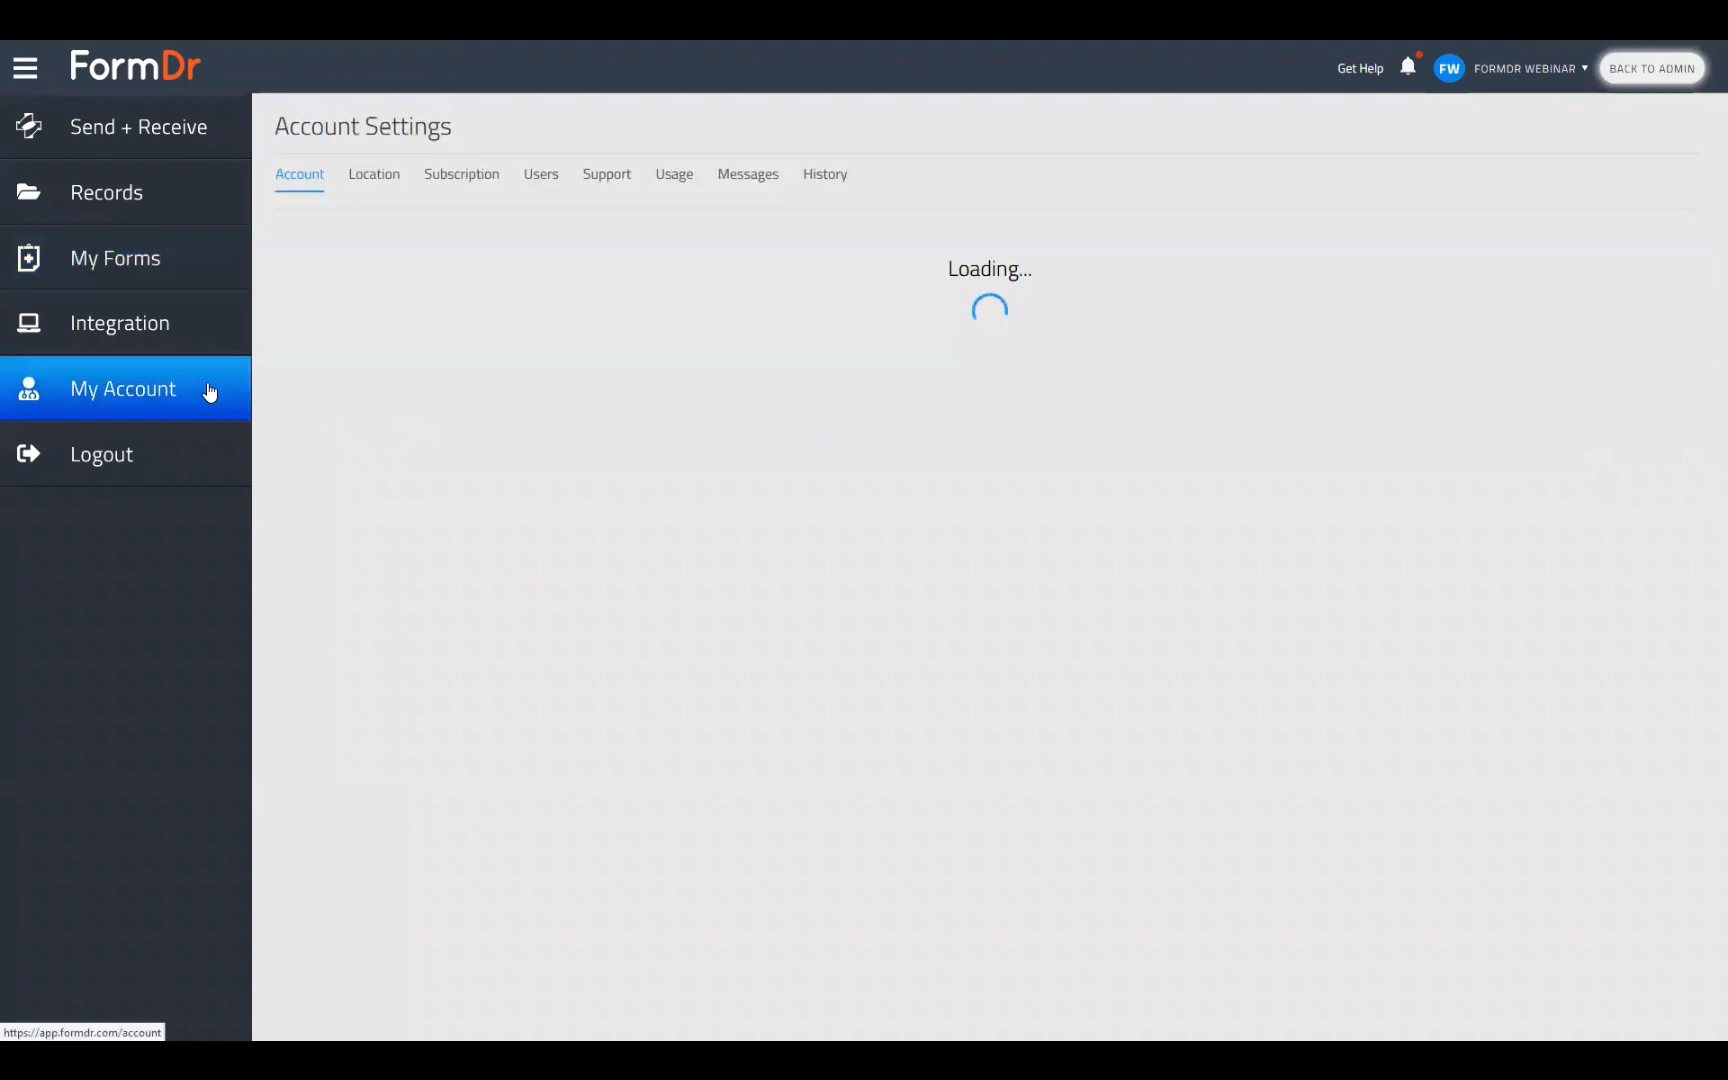 FormDr
Get Help
FW
FORMDR WEBINAR
BACK TO ADMIN
Send + Receive
Records
My Forms
Integration
My Account
Logout
Account Settings
Account Location Subscription Users Support Usage Messages History
Loading...
https://app.formdr.com/account